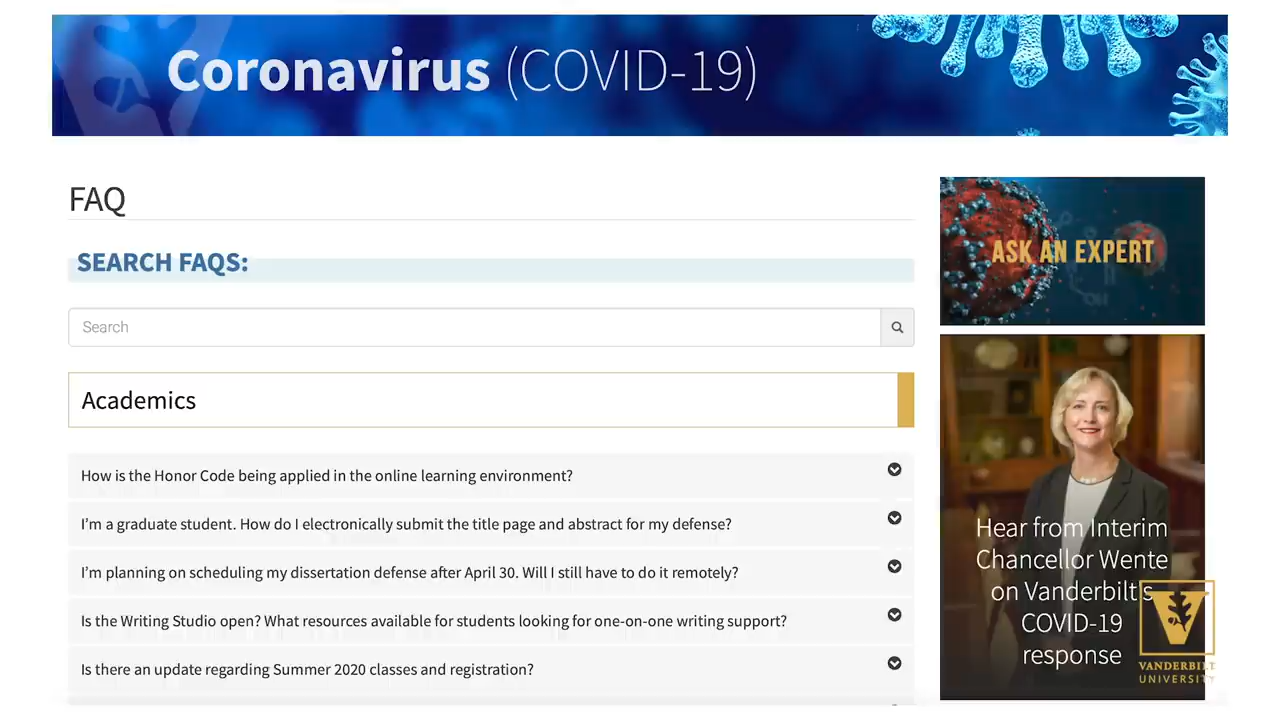 Coronavirus (COVID-19)
FAQ
SEARCH FAQS:
Search
Academics
How is the Honor Code being applied in the online learning environment?
I'm a graduate student. How do I electronically submit the title page and abstract for my defense?
I'm planning on scheduling my dissertation defense after April 30. Will I still have to do it remotely?
Is the Writing Studio open? What resources available for students looking for one-on-one writing support?
Is there an update regarding Summer 2020 classes and registration?
ASK AN EXPERT
Hear from Interim
Chancellor Wente
on Vanderbilt's
COVID-19
response
V
VANDERBILT
UNIVERSITY